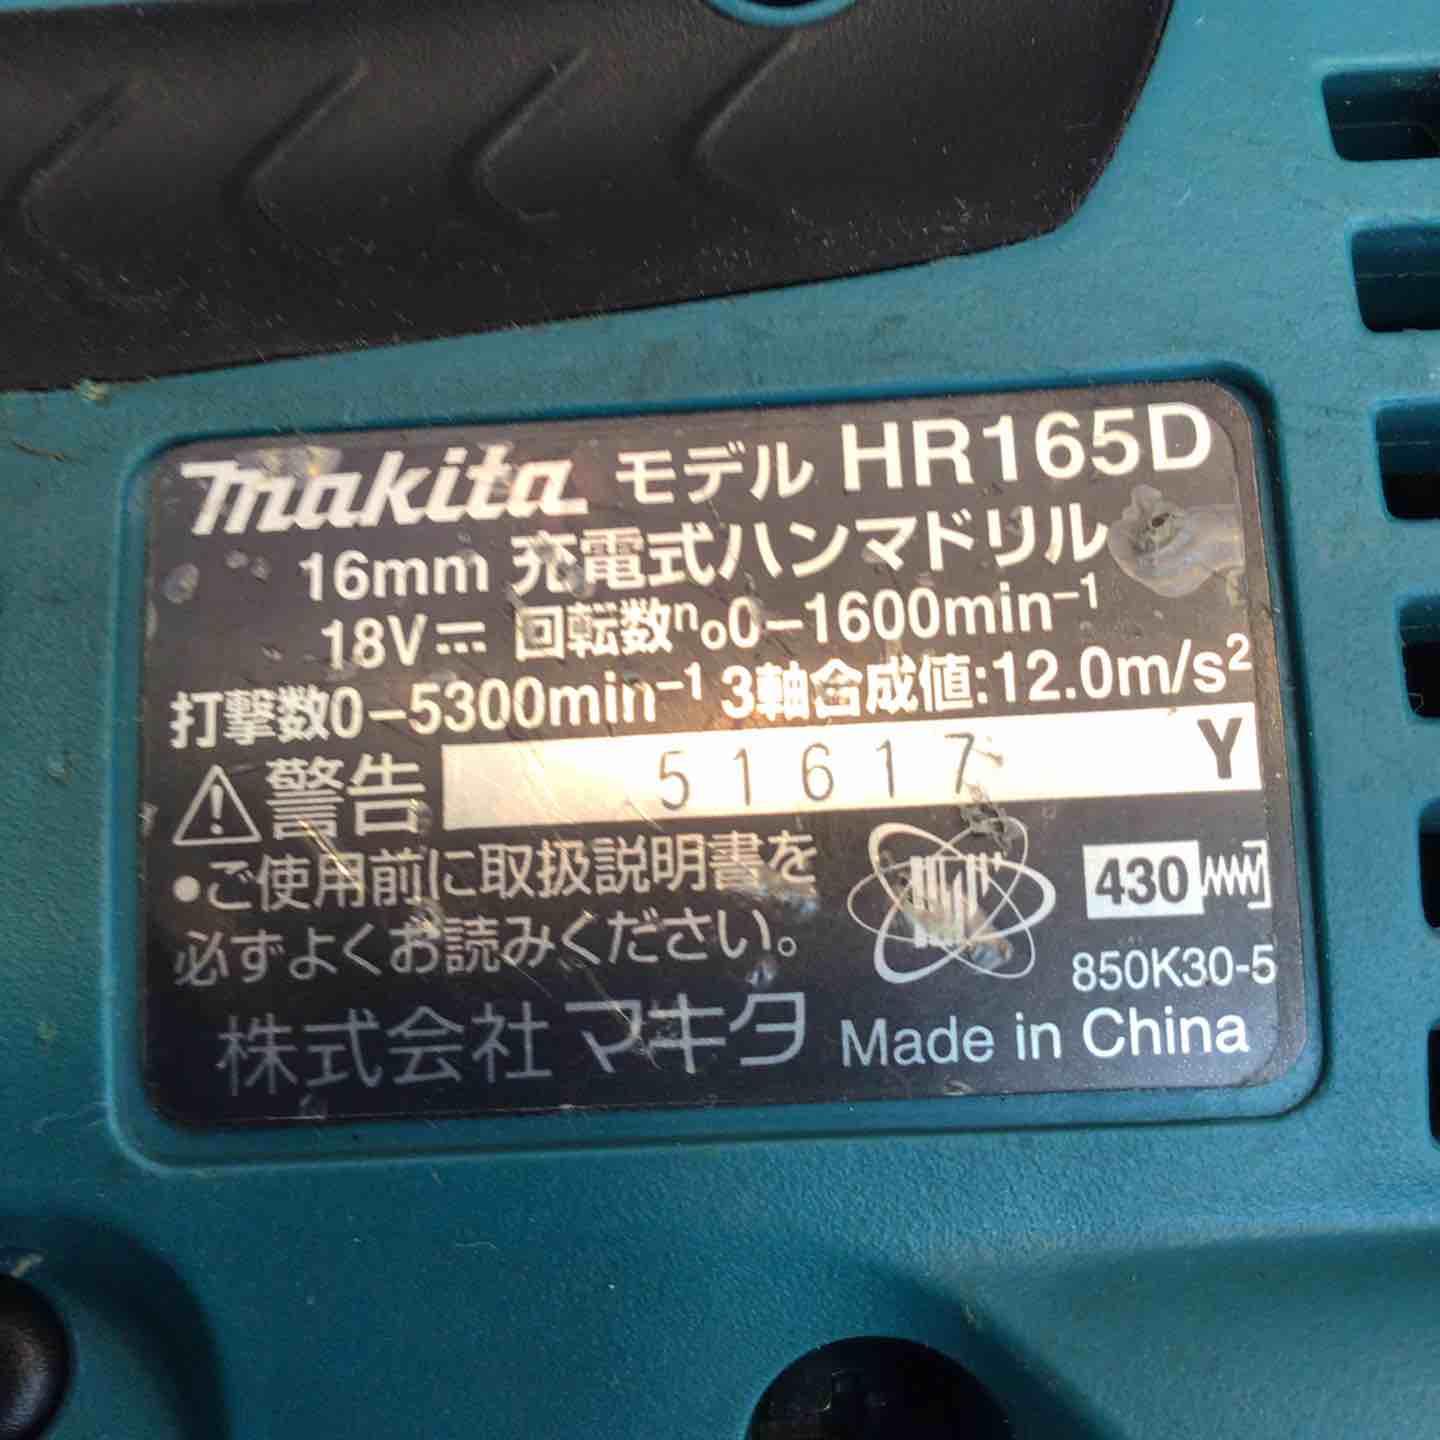 makita モデル HR165D
16mm 充電式ハンマドリル
18V⎓ 回転数n₀0–1600min⁻¹
打撃数0–5300min⁻¹ 3軸合成値:12.0m/s²
⚠警告 51617 Y
●ご使用前に取扱説明書を
必ずよくお読みください。
430
850K30-5
株式会社マキタ Made in China